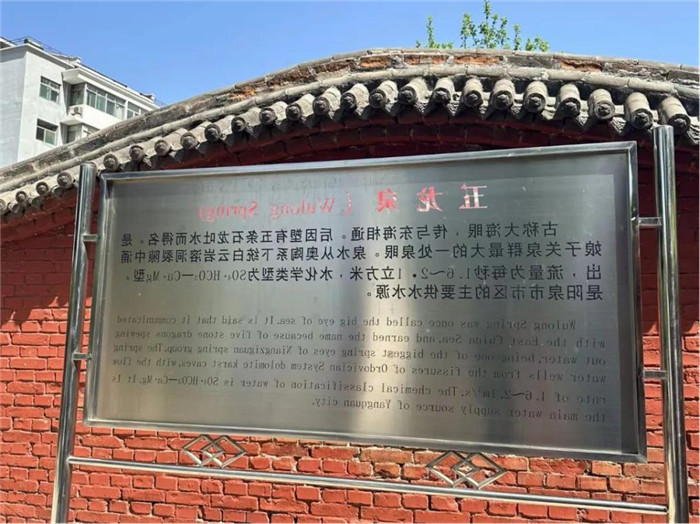 五龙泉（Wulong Spring）
古称大海眼，传与东海相通。后因塑有五条石龙吐水而得名。是
娘子关泉群最大的一处泉眼。泉水从奥陶系下统白云岩溶洞裂隙中涌
出，流量为每秒1.6～2.1立方米，水化学类型为SO₄·HCO₃—Ca·Mg型。
是阳泉市市区的主要供水水源。
Wulong Spring was once called the big eye of sea.It is said that it communicated
with the East China Sea,and earned the name because of five stone dragons spewing
out water.being one of the biggest spring eyes of Niangziguan spring group.The spring
water wells from the fissures of Ordovician System dolomite karst caves,with the flow
rate of 1.6～2.1m³/s.The chemical classification of water is SO₄·HCO₃—Ca·Mg.It is
the main water supply source of Yangquan city.